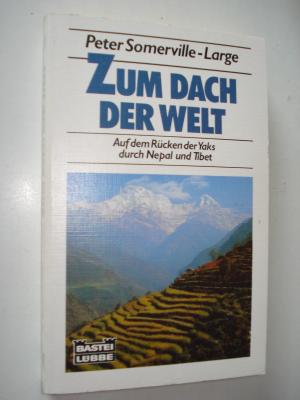 Peter Somerville-Large
ZUM DACH
DER WELT
Auf dem Rücken der Yaks
durch Nepal und Tibet
BASTEI
LÜBBE